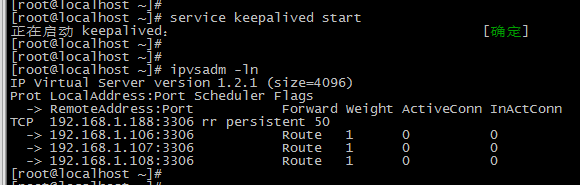 [root@localhost ~]#
[root@localhost ~]# service keepalived start
正在启动 keepalived： [确定]
[root@localhost ~]#
[root@localhost ~]#
[root@localhost ~]# ipvsadm -ln
IP Virtual Server version 1.2.1 (size=4096)
Prot LocalAddress:Port Scheduler Flags
-> RemoteAddress:Port Forward Weight ActiveConn InActConn
TCP 192.168.1.188:3306 rr persistent 50
-> 192.168.1.106:3306 Route 1 0 0
-> 192.168.1.107:3306 Route 1 0 0
-> 192.168.1.108:3306 Route 1 0 0
[root@localhost ~]#